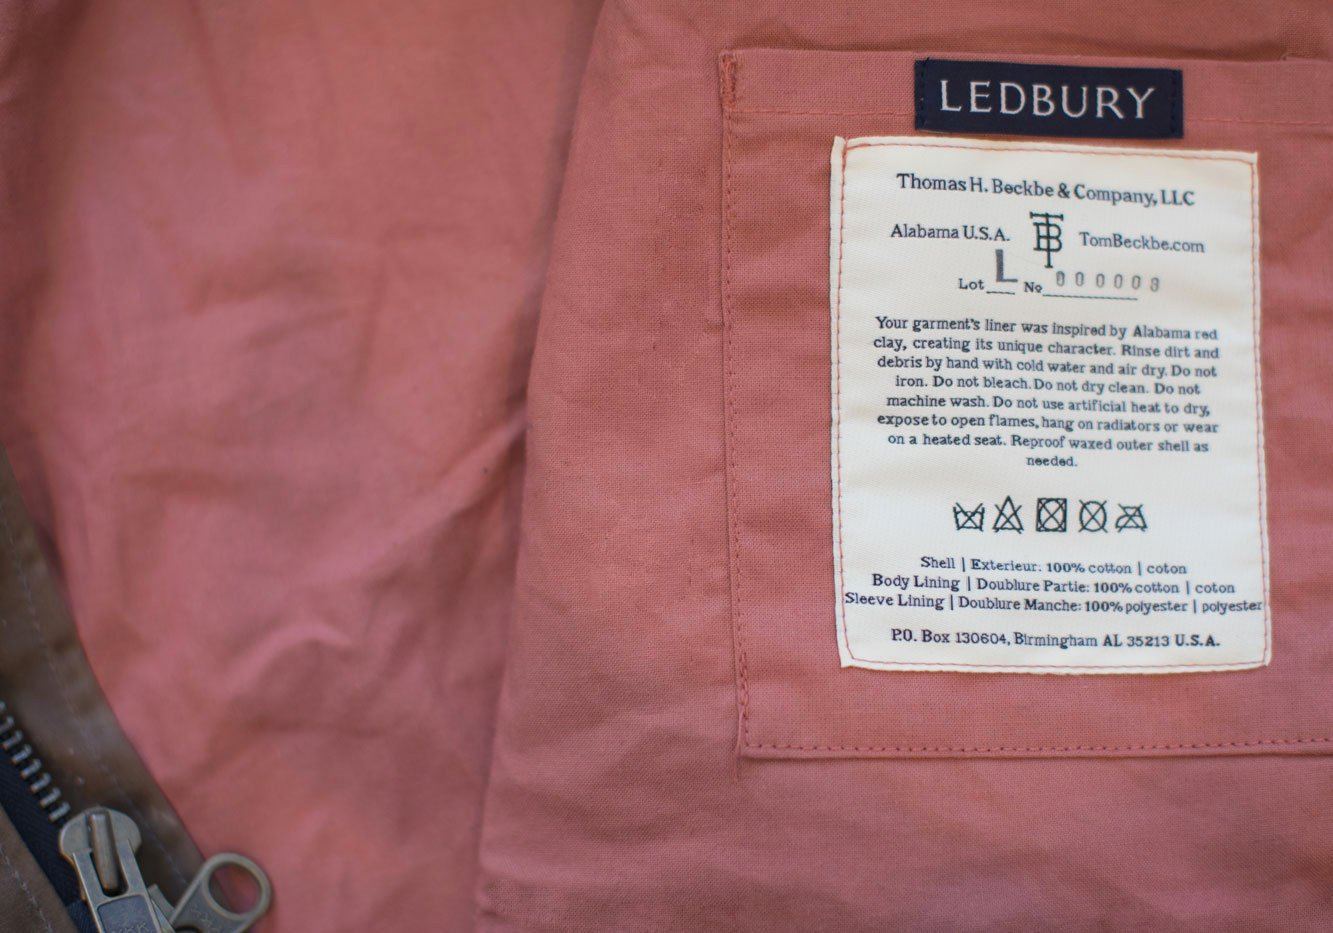 LEDBURY
Thomas H. Beckbe & Company, LLC
Alabama U.S.A. TB TomBeckbe.com
Lot L No 000008
Your garment's liner was inspired by Alabama red
clay, creating its unique character. Rinse dirt and
debris by hand with cold water and air dry. Do not
iron. Do not bleach. Do not dry clean. Do not
machine wash. Do not use artificial heat to dry,
expose to open flames, hang on radiators or wear
on a heated seat. Reproof waxed outer shell as
needed.
Shell | Exterieur: 100% cotton | coton
Body Lining | Doublure Partie: 100% cotton | coton
Sleeve Lining | Doublure Manche: 100% polyester | polyester
P.O. Box 130604, Birmingham AL 35213 U.S.A.